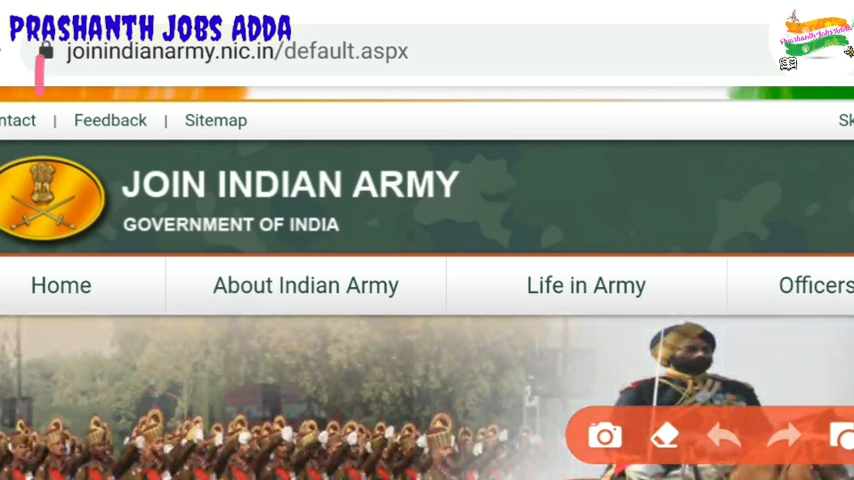 PRASHANTH JOBS ADDA
joinindianarmy.nic.in/default.aspx
ntact | Feedback | Sitemap Sk
JOIN INDIAN ARMY
GOVERNMENT OF INDIA
Home About Indian Army Life in Army Officers